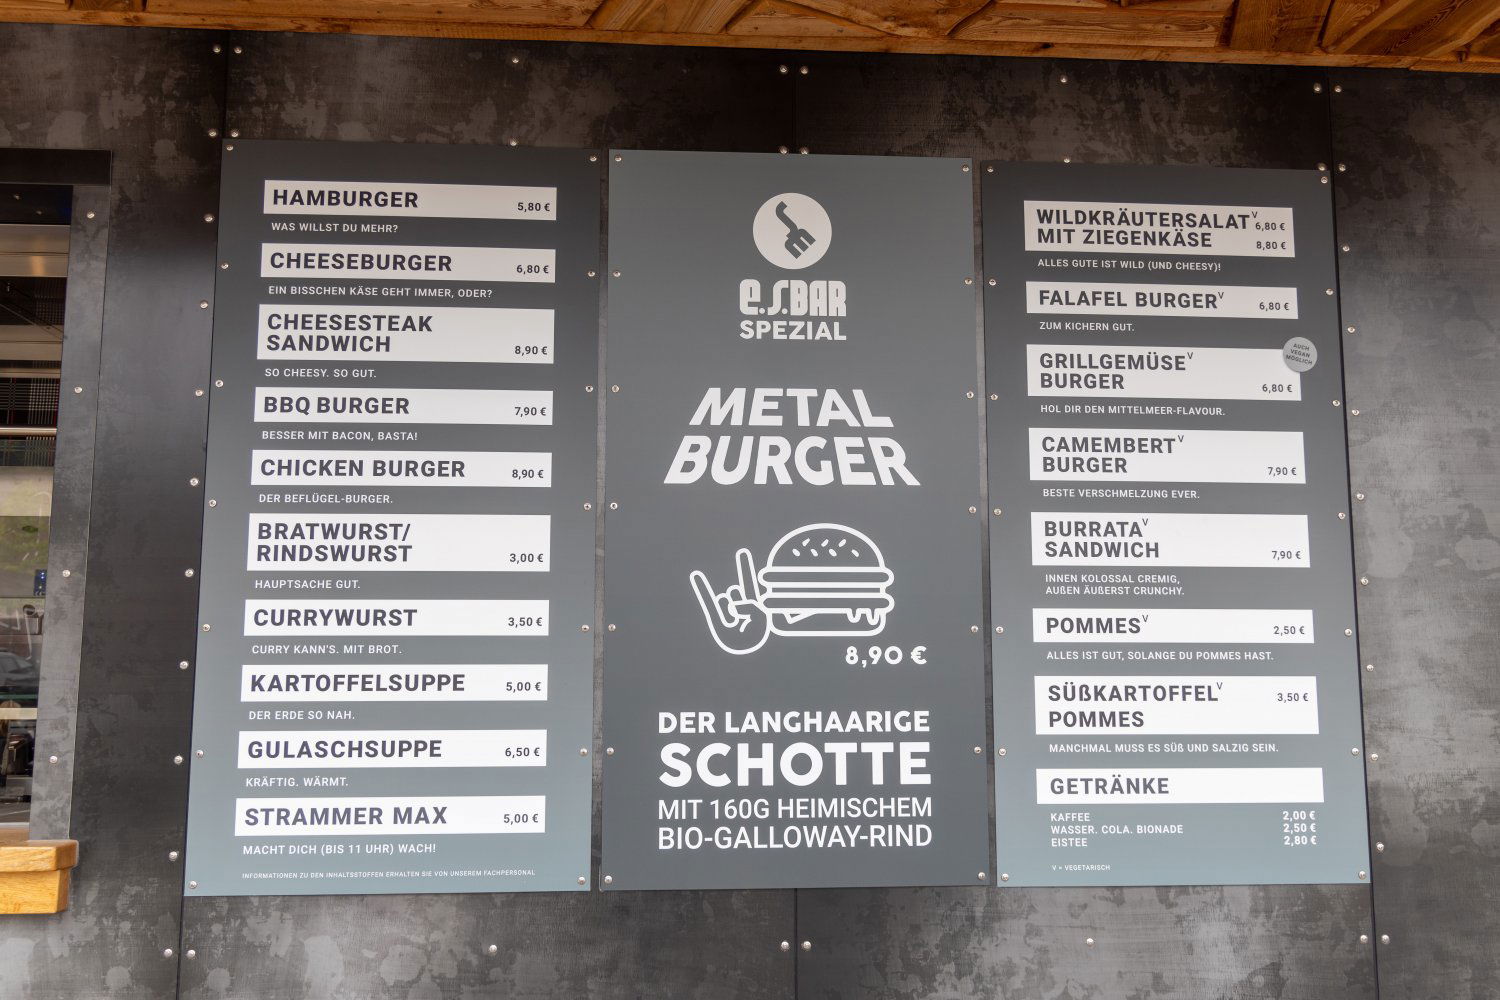 HAMBURGER 5,80 €
WAS WILLST DU MEHR?
CHEESEBURGER 6,80 €
EIN BISSCHEN KÄSE GEHT IMMER, ODER?
CHEESESTEAK
SANDWICH 8,90 €
SO CHEESY. SO GUT.
BBQ BURGER 7,90 €
BESSER MIT BACON, BASTA!
CHICKEN BURGER 8,90 €
DER BEFLÜGEL-BURGER.
BRATWURST/
RINDSWURST 3,00 €
HAUPTSACHE GUT.
CURRYWURST 3,50 €
CURRY KANN'S. MIT BROT.
KARTOFFELSUPPE 5,00 €
DER ERDE SO NAH.
GULASCHSUPPE 6,50 €
KRÄFTIG. WÄRMT.
STRAMMER MAX 5,00 €
MACHT DICH (BIS 11 UHR) WACH!
INFORMATIONEN ZU DEN INHALTSSTOFFEN ERHALTEN SIE VON UNSEREM FACHPERSONAL
e.s.BAR
SPEZIAL
METAL
BURGER
8,90 €
DER LANGHAARIGE
SCHOTTE
MIT 160G HEIMISCHEM
BIO-GALLOWAY-RIND
WILDKRÄUTERSALAT V 6,80 €
MIT ZIEGENKÄSE 8,80 €
ALLES GUTE IST WILD (UND CHEESY)!
FALAFEL BURGER V 6,80 €
ZUM KICHERN GUT.
AUCH
VEGAN
MÖGLICH
GRILLGEMÜSE V
BURGER 6,80 €
HOL DIR DEN MITTELMEER-FLAVOUR.
CAMEMBERT V
BURGER 7,90 €
BESTE VERSCHMELZUNG EVER.
BURRATA V
SANDWICH 7,90 €
INNEN KOLOSSAL CREMIG,
AUßEN ÄUßERST CRUNCHY.
POMMES V 2,50 €
ALLES IST GUT, SOLANGE DU POMMES HAST.
SÜßKARTOFFEL V 3,50 €
POMMES
MANCHMAL MUSS ES SÜß UND SALZIG SEIN.
GETRÄNKE
KAFFEE 2,00 €
WASSER. COLA. BIONADE 2,50 €
EISTEE 2,80 €
V = VEGETARISCH